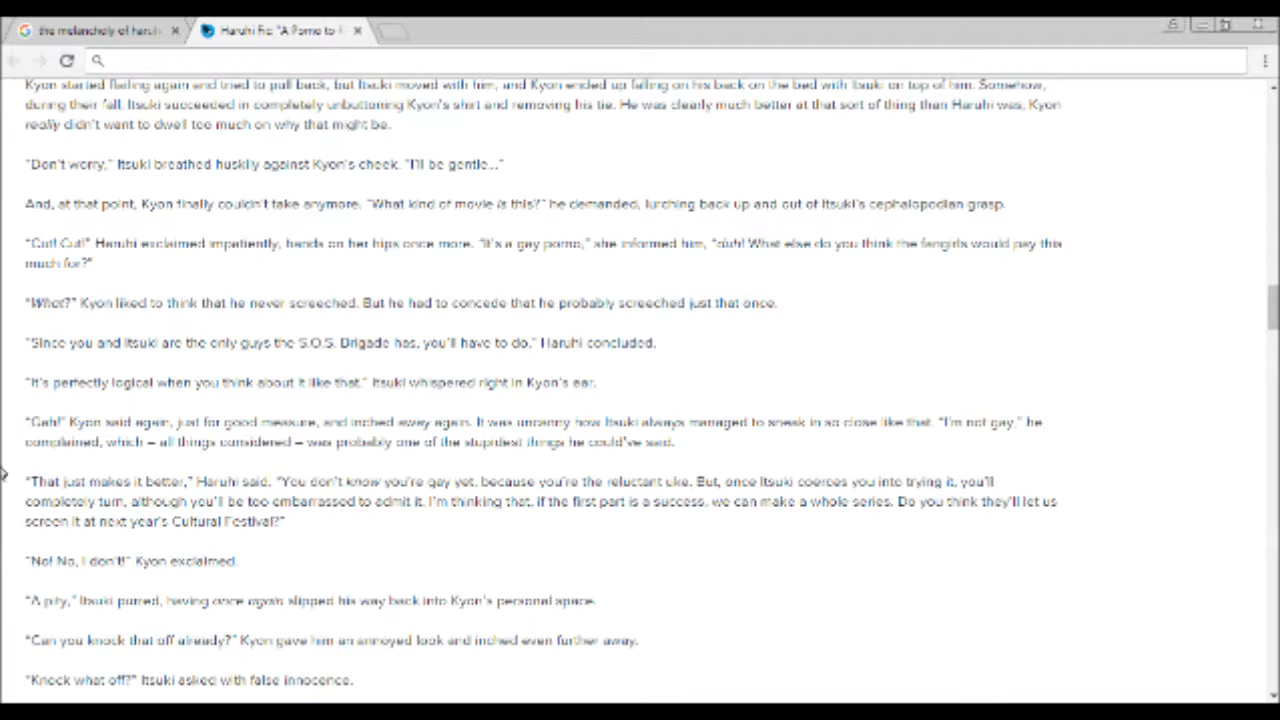 the melancholy of haruh
Haruhi Fic: "A Porno to F
Kyon started flailing again and tried to pull back, but Itsuki moved with him, and Kyon ended up falling on his back on the bed with Itsuki on top of him. Somehow,
during their fall, Itsuki succeeded in completely unbuttoning Kyon's shirt and removing his tie. He was clearly much better at that sort of thing than Haruhi was, Kyon
really didn't want to dwell too much on why that might be.
"Don't worry," Itsuki breathed huskily against Kyon's cheek. "I'll be gentle..."
And, at that point, Kyon finally couldn't take anymore. "What kind of movie is this?" he demanded, lurching back up and out of Itsuki's cephalopodian grasp.
"Cut! Cut!" Haruhi exclaimed impatiently, hands on her hips once more. "It's a gay porno," she informed him, "duh! What else do you think the fangirls would pay this
much for?"
"What?" Kyon liked to think that he never screeched. But he had to concede that he probably screeched just that once.
"Since you and Itsuki are the only guys the S.O.S. Brigade has, you'll have to do," Haruhi concluded.
"It's perfectly logical when you think about it like that," Itsuki whispered right in Kyon's ear.
"Gah!" Kyon said again, just for good measure, and inched away again. It was uncanny how Itsuki always managed to sneak in so close like that. "I'm not gay," he
complained, which – all things considered – was probably one of the stupidest things he could've said.
"That just makes it better," Haruhi said. "You don't know you're gay yet, because you're the reluctant uke. But, once Itsuki coerces you into trying it, you'll
completely turn, although you'll be too embarrassed to admit it. I'm thinking that, if the first part is a success, we can make a whole series. Do you think they'll let us
screen it at next year's Cultural Festival?"
"No! No, I don't!" Kyon exclaimed.
"A pity," Itsuki purred, having once again slipped his way back into Kyon's personal space.
"Can you knock that off already?" Kyon gave him an annoyed look and inched even further away.
"Knock what off?" Itsuki asked with false innocence.